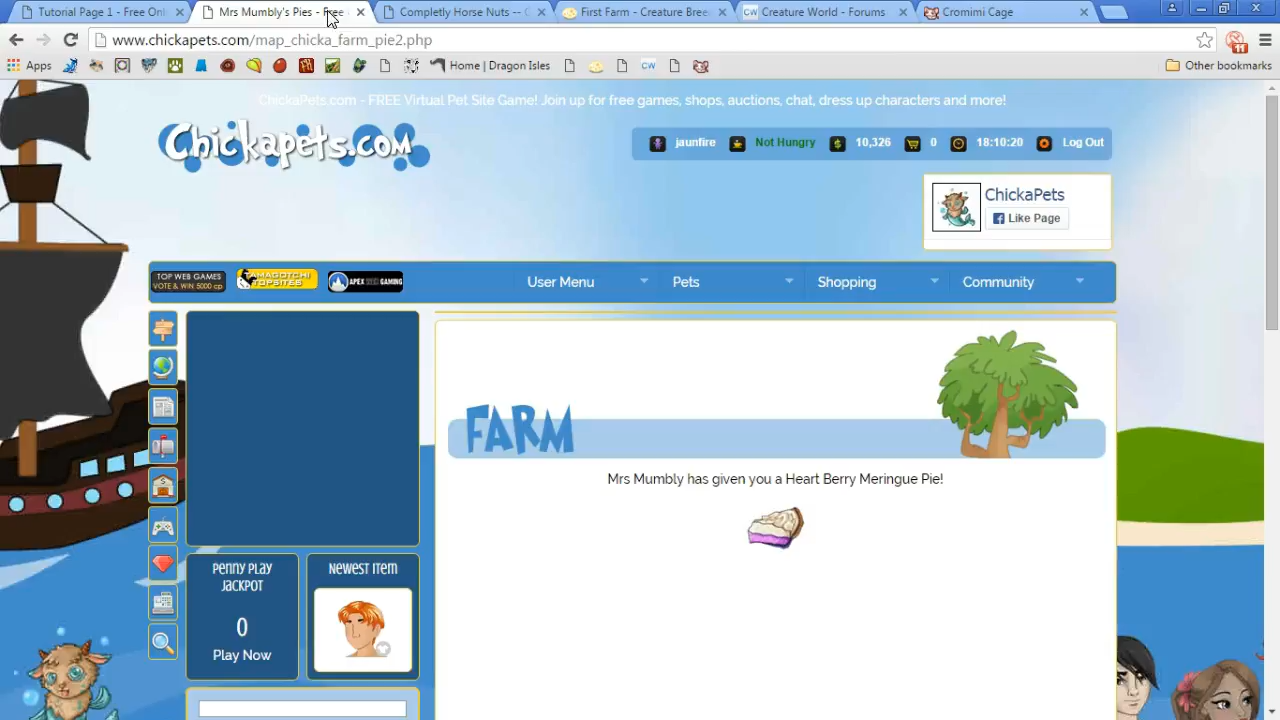 Tutorial Page 1 - Free Onl
Mrs Mumbly's Pies - Free
Completly Horse Nuts -- C
First Farm - Creature Bree
Creature World - Forums
Cromimi Cage
www.chickapets.com/map_chicka_farm_pie2.php
11
Apps
Home | Dragon Isles
CW
Other bookmarks
ChickaPets.com - FREE Virtual Pet Site Game! Join up for free games, shops, auctions, chat, dress up characters and more!
Chickapets.com
jaunfire
Not Hungry
10,326
0
18:10:20
Log Out
ChickaPets
Like Page
TOP WEB GAMES
VOTE & WIN 5000 cp
TAMAGOTCHI
TOPSITES
APEX WEB GAMING
User Menu
Pets
Shopping
Community
FARM
Mrs Mumbly has given you a Heart Berry Meringue Pie!
Penny Play
Jackpot
0
Play Now
Newest Item